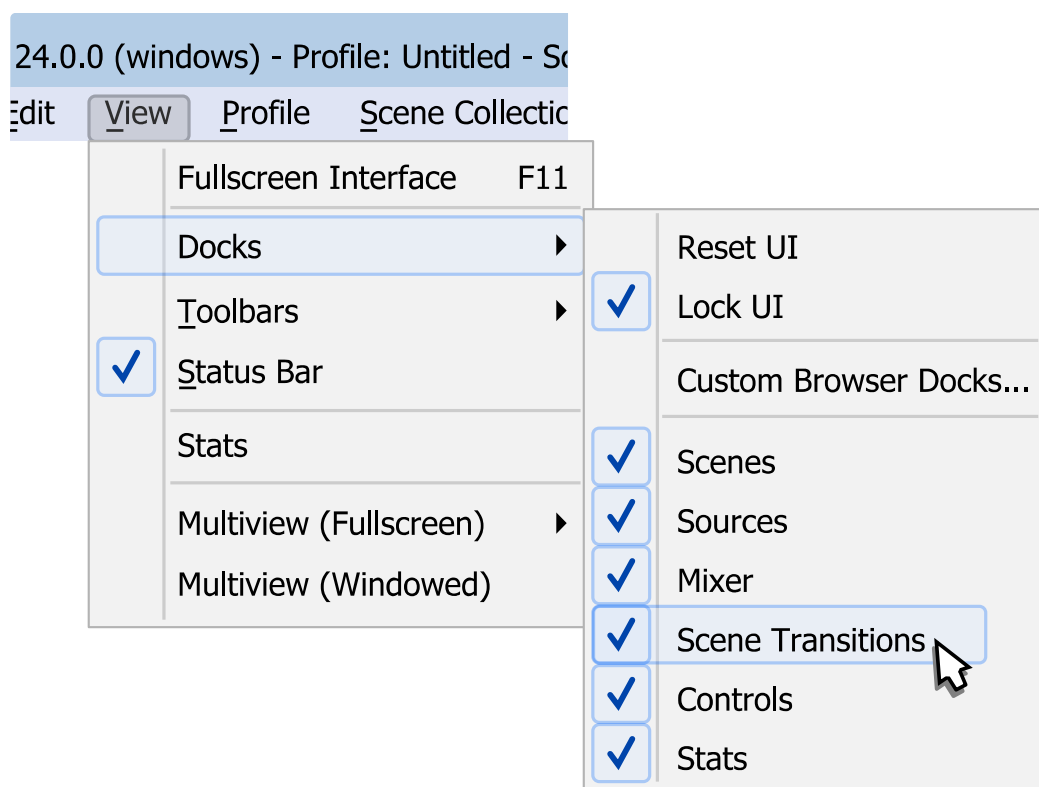 24.0.0 (windows) - Profile: Untitled - Sc
Edit View Profile Scene Collectic
Fullscreen Interface F11
Docks
Toolbars
Status Bar
Stats
Multiview (Fullscreen)
Multiview (Windowed)
Reset UI
Lock UI
Custom Browser Docks...
Scenes
Sources
Mixer
Scene Transitions
Controls
Stats